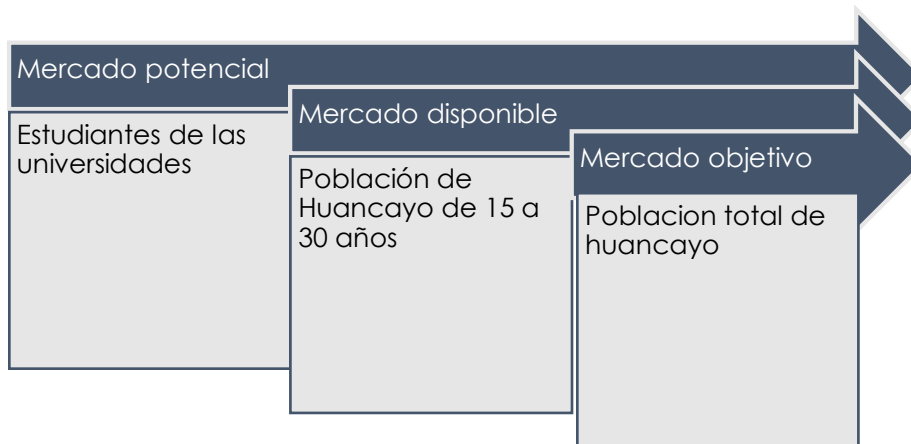 Mercado potencial
Estudiantes de las
universidades
Mercado disponible
Población de
Huancayo de 15 a
30 años
Mercado objetivo
Poblacion total de
huancayo